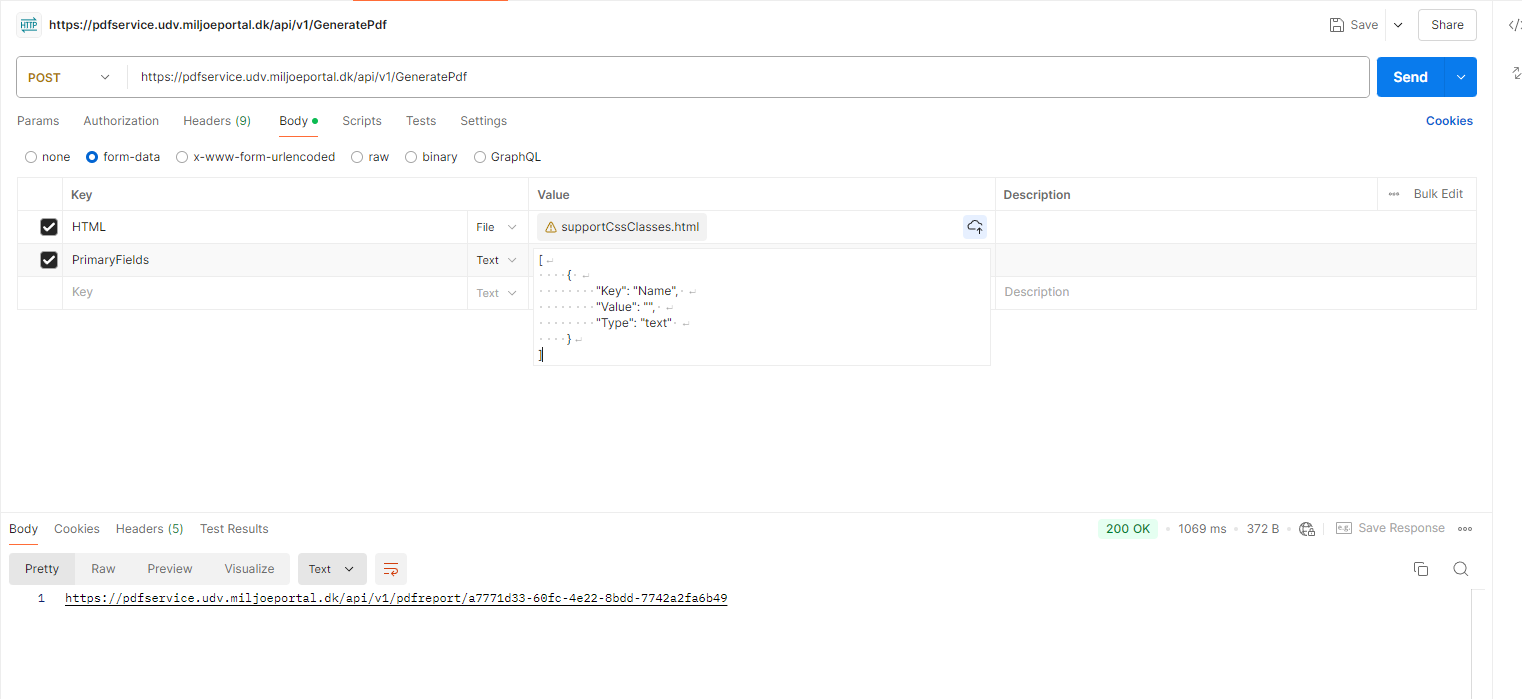 HTTP https://pdfservice.udv.miljoeportal.dk/api/v1/GeneratePdf Save Share
POST https://pdfservice.udv.miljoeportal.dk/api/v1/GeneratePdf Send
Params Authorization Headers (9) Body Scripts Tests Settings Cookies
none form-data x-www-form-urlencoded raw binary GraphQL
Key Value Description Bulk Edit
HTML File supportCssClasses.html
PrimaryFields Text
[
{
"Key": "Name",
"Value": "",
"Type": "text"
}
]
Key Text Description
Body Cookies Headers (5) Test Results 200 OK 1069 ms 372 B e.g. Save Response
Pretty Raw Preview Visualize Text
1 https://pdfservice.udv.miljoeportal.dk/api/v1/pdfreport/a7771d33-60fc-4e22-8bdd-7742a2fa6b49